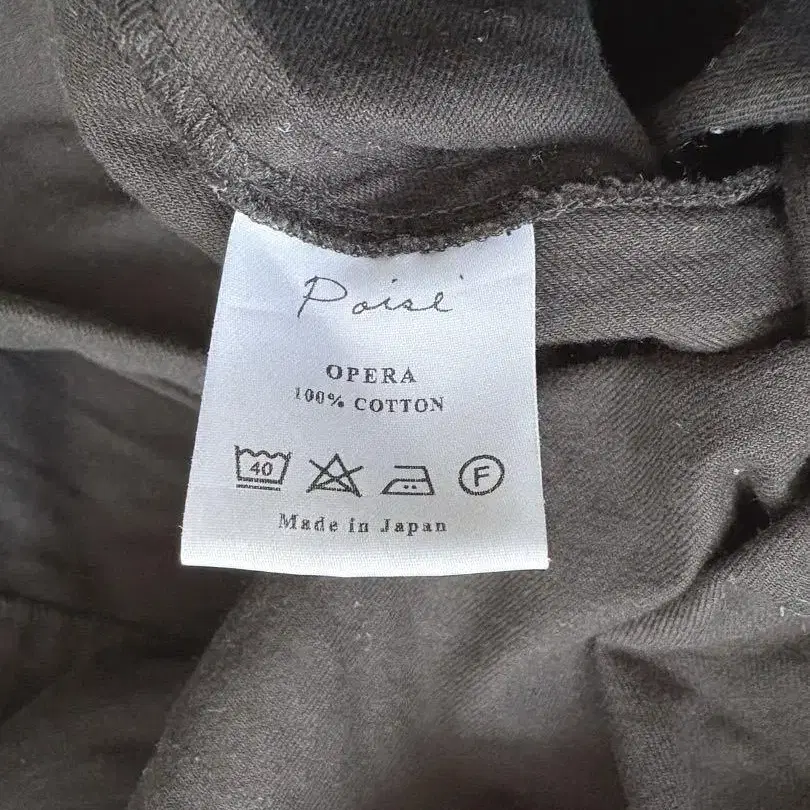 Poisé
OPERA
100% COTTON
40 F
Made in Japan